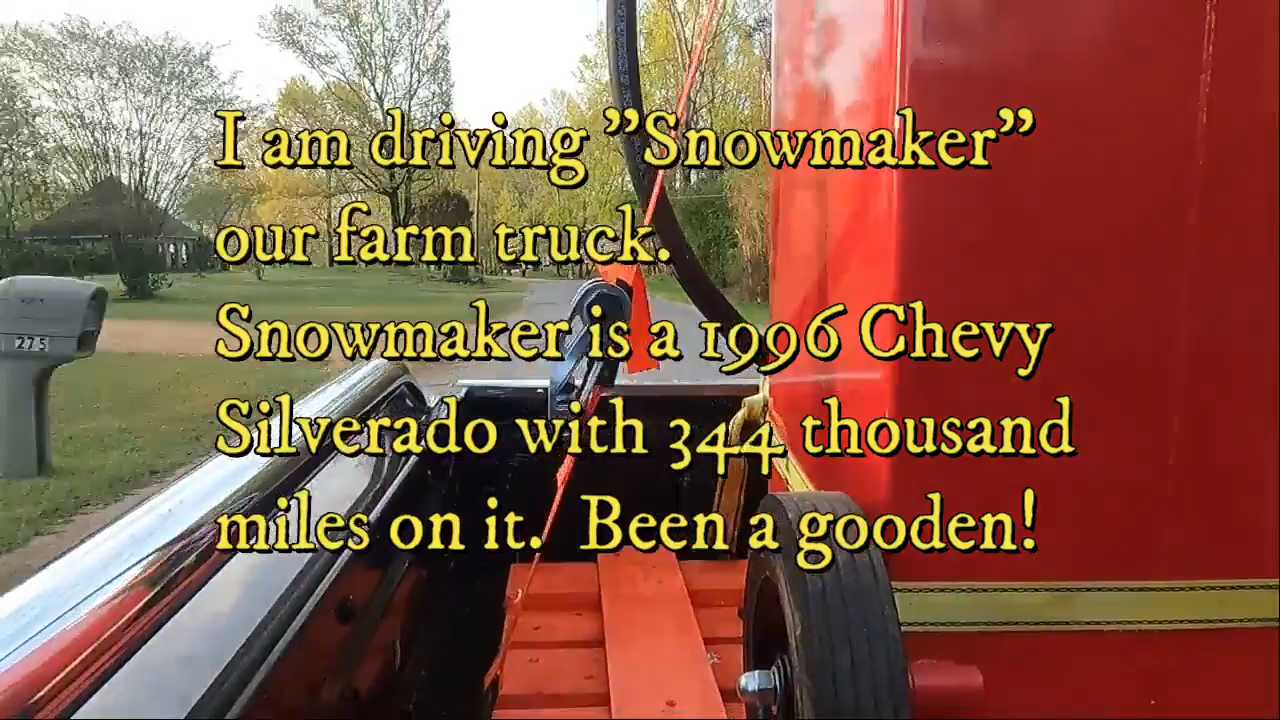 I am driving "Snowmaker"
our farm truck.
Snowmaker is a 1996 Chevy
Silverado with 344 thousand
miles on it.  Been a gooden!
275